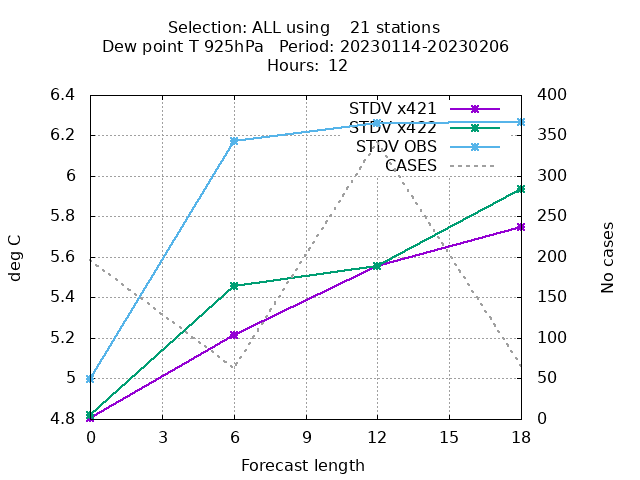 Selection: ALL using    21 stations
Dew point T 925hPa   Period: 20230114-20230206
Hours:  12
deg C
6.4
6.2
6
5.8
5.6
5.4
5.2
5
4.8
STDV x421
STDV x422
STDV OBS
CASES
400
350
300
250
200
150
100
50
0
No cases
0 3 6 9 12 15 18
Forecast length